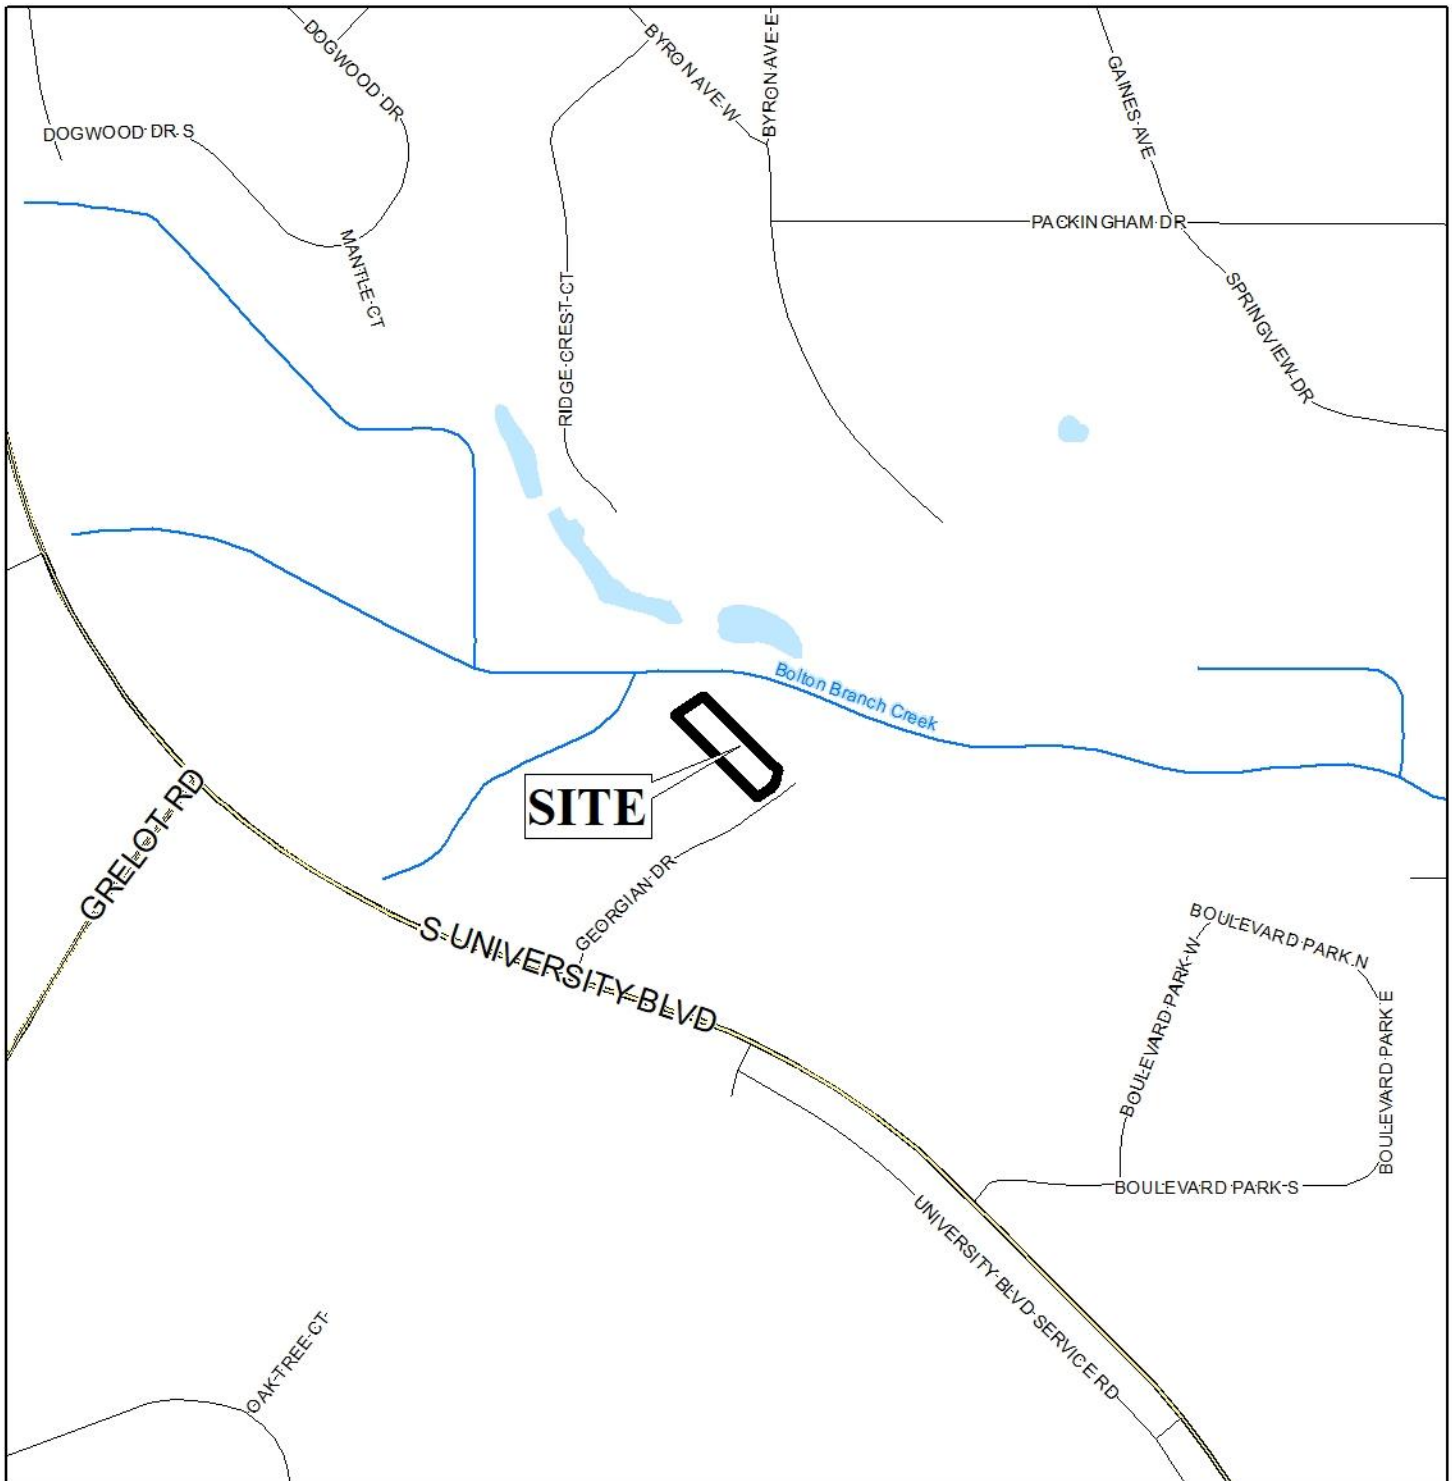 DOGWOOD DR
BYRON AVE W
BYRON AVE E
GAINES AVE
DOGWOOD DR S
PACKINGHAM DR
MANTLE CT
RIDGE CREST CT
SPRINGVIEW DR
Bolton Branch Creek
SITE
GRELOT RD
GEORGIAN DR
S UNIVERSITY BLVD
BOULEVARD PARK N
BOULEVARD PARK W
BOULEVARD PARK E
BOULEVARD PARK S
UNIVERSITY BLVD SERVICE RD
OAK TREE CT